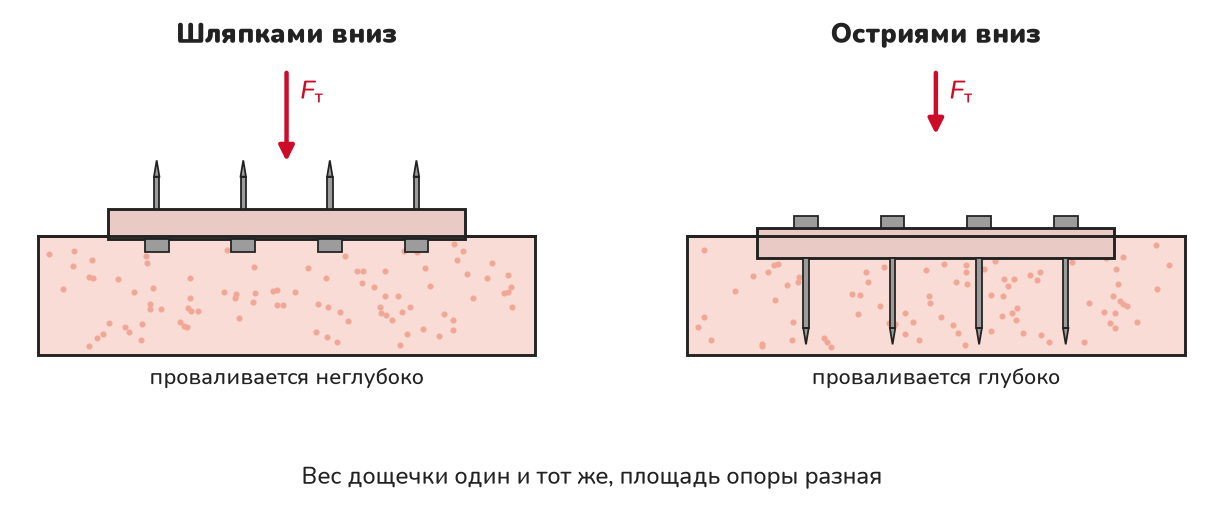 Шляпками вниз
Остриями вниз
Fт
Fт
проваливается неглубоко
проваливается глубоко
Вес дощечки один и тот же, площадь опоры разная